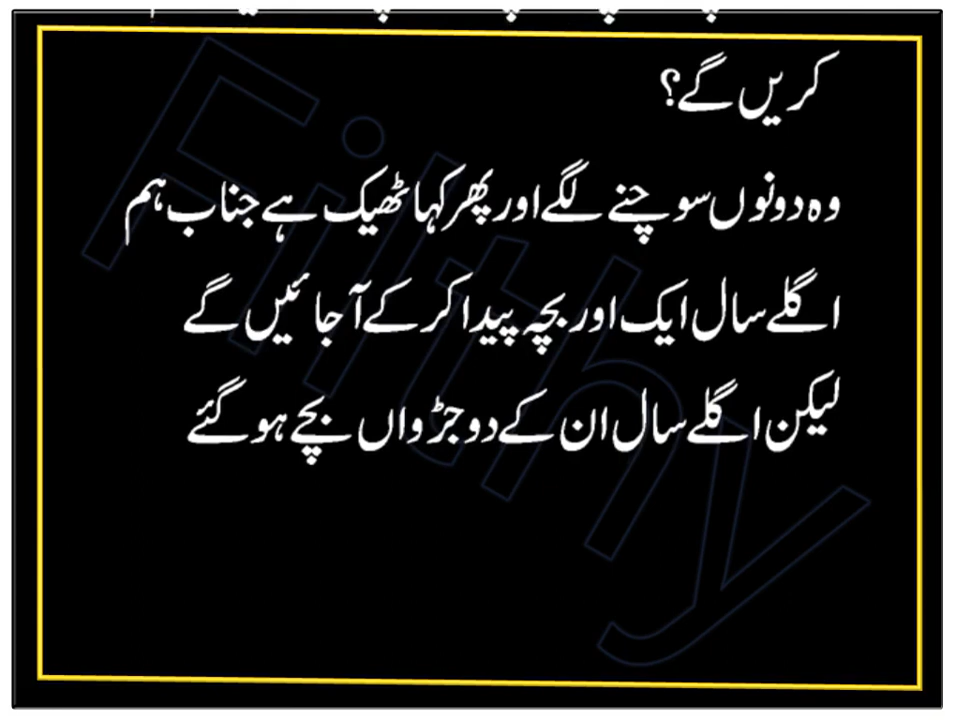 کریں گے؟
وہ دونوں سوچنے لگے اور پھر کہا ٹھیک ہے جناب ہم
اگلے سال ایک اور بچہ پیدا کر کے آ جائیں گے
لیکن اگلے سال ان کے دو جڑواں بچے ہو گئے
Filthy